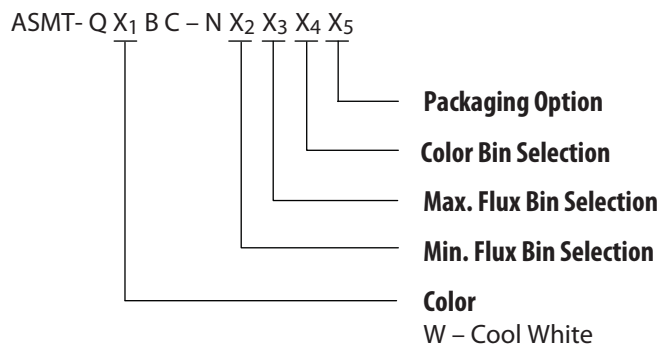 ASMT- Q X1 B C – N X2 X3 X4 X5
Packaging Option
Color Bin Selection
Max. Flux Bin Selection
Min. Flux Bin Selection
Color
W – Cool White